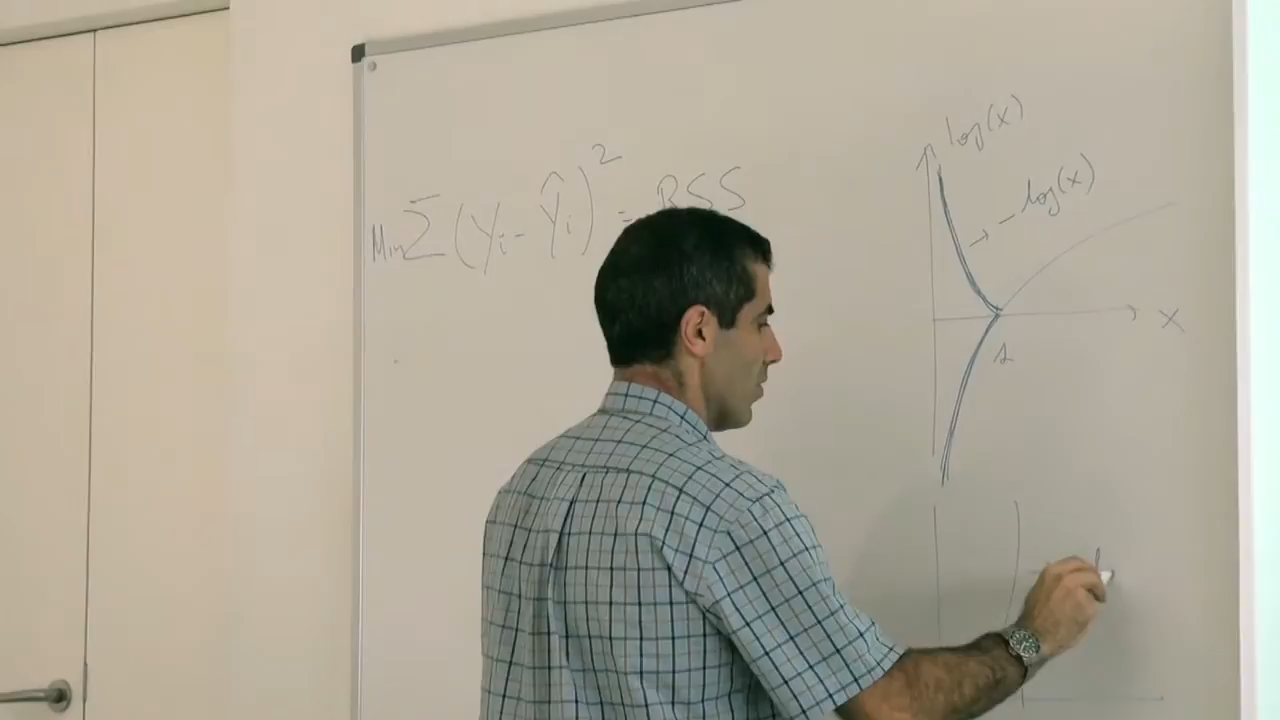 Min Σ (Yi - Ŷi)² = RSS
log(x)
→ - log(x)
x
1